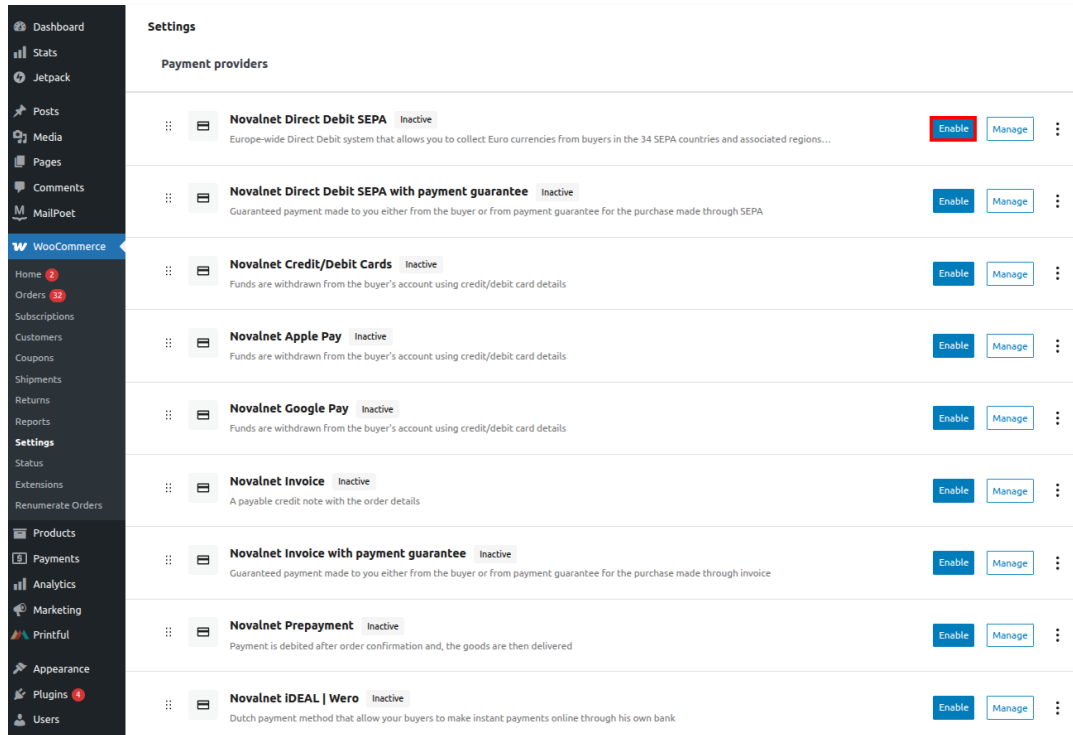 Dashboard
Stats
Jetpack
Posts
Media
Pages
Comments
MailPoet
WooCommerce
Home 2
Orders 32
Subscriptions
Customers
Coupons
Shipments
Returns
Reports
Settings
Status
Extensions
Renumerate Orders
Products
Payments
Analytics
Marketing
Printful
Appearance
Plugins 4
Users
Settings
Payment providers
Novalnet Direct Debit SEPA Inactive
Europe-wide Direct Debit system that allows you to collect Euro currencies from buyers in the 34 SEPA countries and associated regions...
Enable Manage
Novalnet Direct Debit SEPA with payment guarantee Inactive
Guaranteed payment made to you either from the buyer or from payment guarantee for the purchase made through SEPA
Enable Manage
Novalnet Credit/Debit Cards Inactive
Funds are withdrawn from the buyer's account using credit/debit card details
Enable Manage
Novalnet Apple Pay Inactive
Funds are withdrawn from the buyer's account using credit/debit card details
Enable Manage
Novalnet Google Pay Inactive
Funds are withdrawn from the buyer's account using credit/debit card details
Enable Manage
Novalnet Invoice Inactive
A payable credit note with the order details
Enable Manage
Novalnet Invoice with payment guarantee Inactive
Guaranteed payment made to you either from the buyer or from payment guarantee for the purchase made through invoice
Enable Manage
Novalnet Prepayment Inactive
Payment is debited after order confirmation and, the goods are then delivered
Enable Manage
Novalnet iDEAL | Wero Inactive
Dutch payment method that allow your buyers to make instant payments online through his own bank
Enable Manage